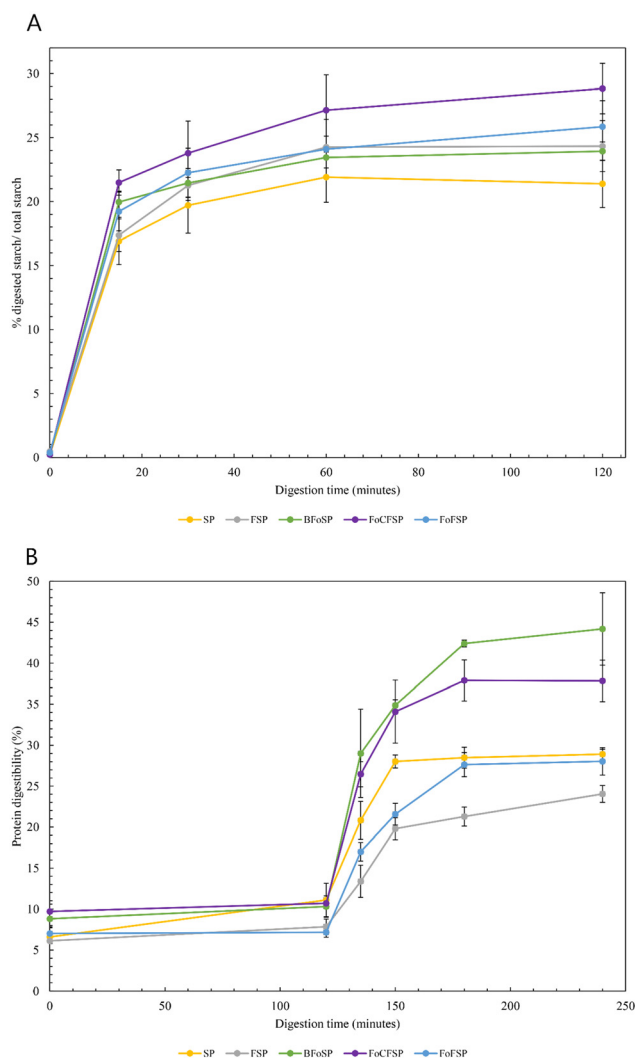 A
30
25
20
15
10
5
0
% digested starch/ total starch
0 20 40 60 80 100 120
Digestion time (minutes)
SP FSP BFoSP FoCFSP FoFSP
B
50
45
40
35
30
25
20
15
10
5
0
Protein digestibility (%)
0 50 100 150 200 250
Digestion time (minutes)
SP FSP BFoSP FoCFSP FoFSP